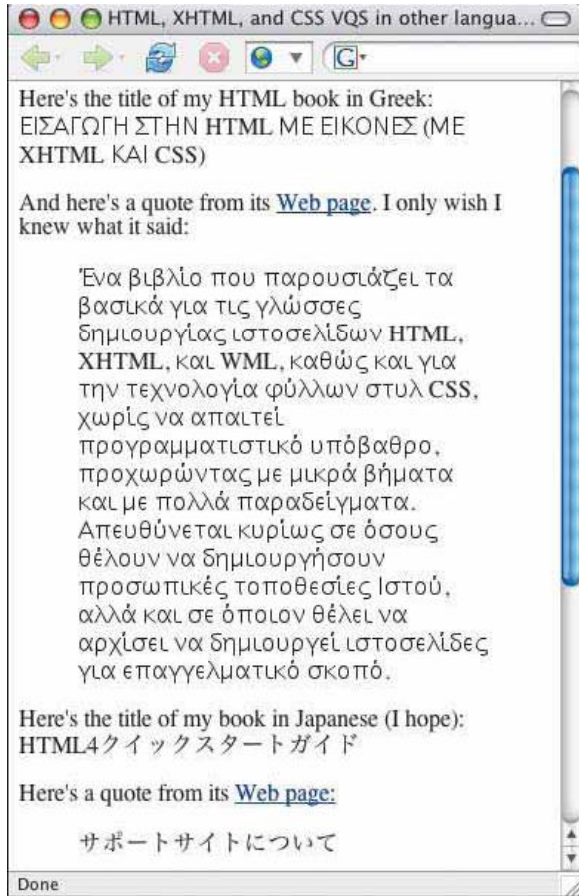 HTML, XHTML, and CSS VQS in other langua...
G
Here's the title of my HTML book in Greek:
ΕΙΣΑΓΩΓΗ ΣΤΗΝ HTML ΜΕ ΕΙΚΟΝΕΣ (ΜΕ
XHTML ΚΑΙ CSS)
And here's a quote from its Web page. I only wish I
knew what it said:
Ένα βιβλίο που παρουσιάζει τα
βασικά για τις γλώσσες
δημιουργίας ιστοσελίδων HTML,
XHTML, και WML, καθώς και για
την τεχνολογία φύλλων στυλ CSS,
χωρίς να απαιτεί
προγραμματιστικό υπόβαθρο,
προχωρώντας με μικρά βήματα
και με πολλά παραδείγματα.
Απευθύνεται κυρίως σε όσους
θέλουν να δημιουργήσουν
προσωπικές τοποθεσίες Ιστού,
αλλά και σε όποιον θέλει να
αρχίσει να δημιουργεί ιστοσελίδες
για επαγγελματικό σκοπό.
Here's the title of my book in Japanese (I hope):
HTML4クイックスタートガイド
Here's a quote from its Web page:
サポートサイトについて
Done